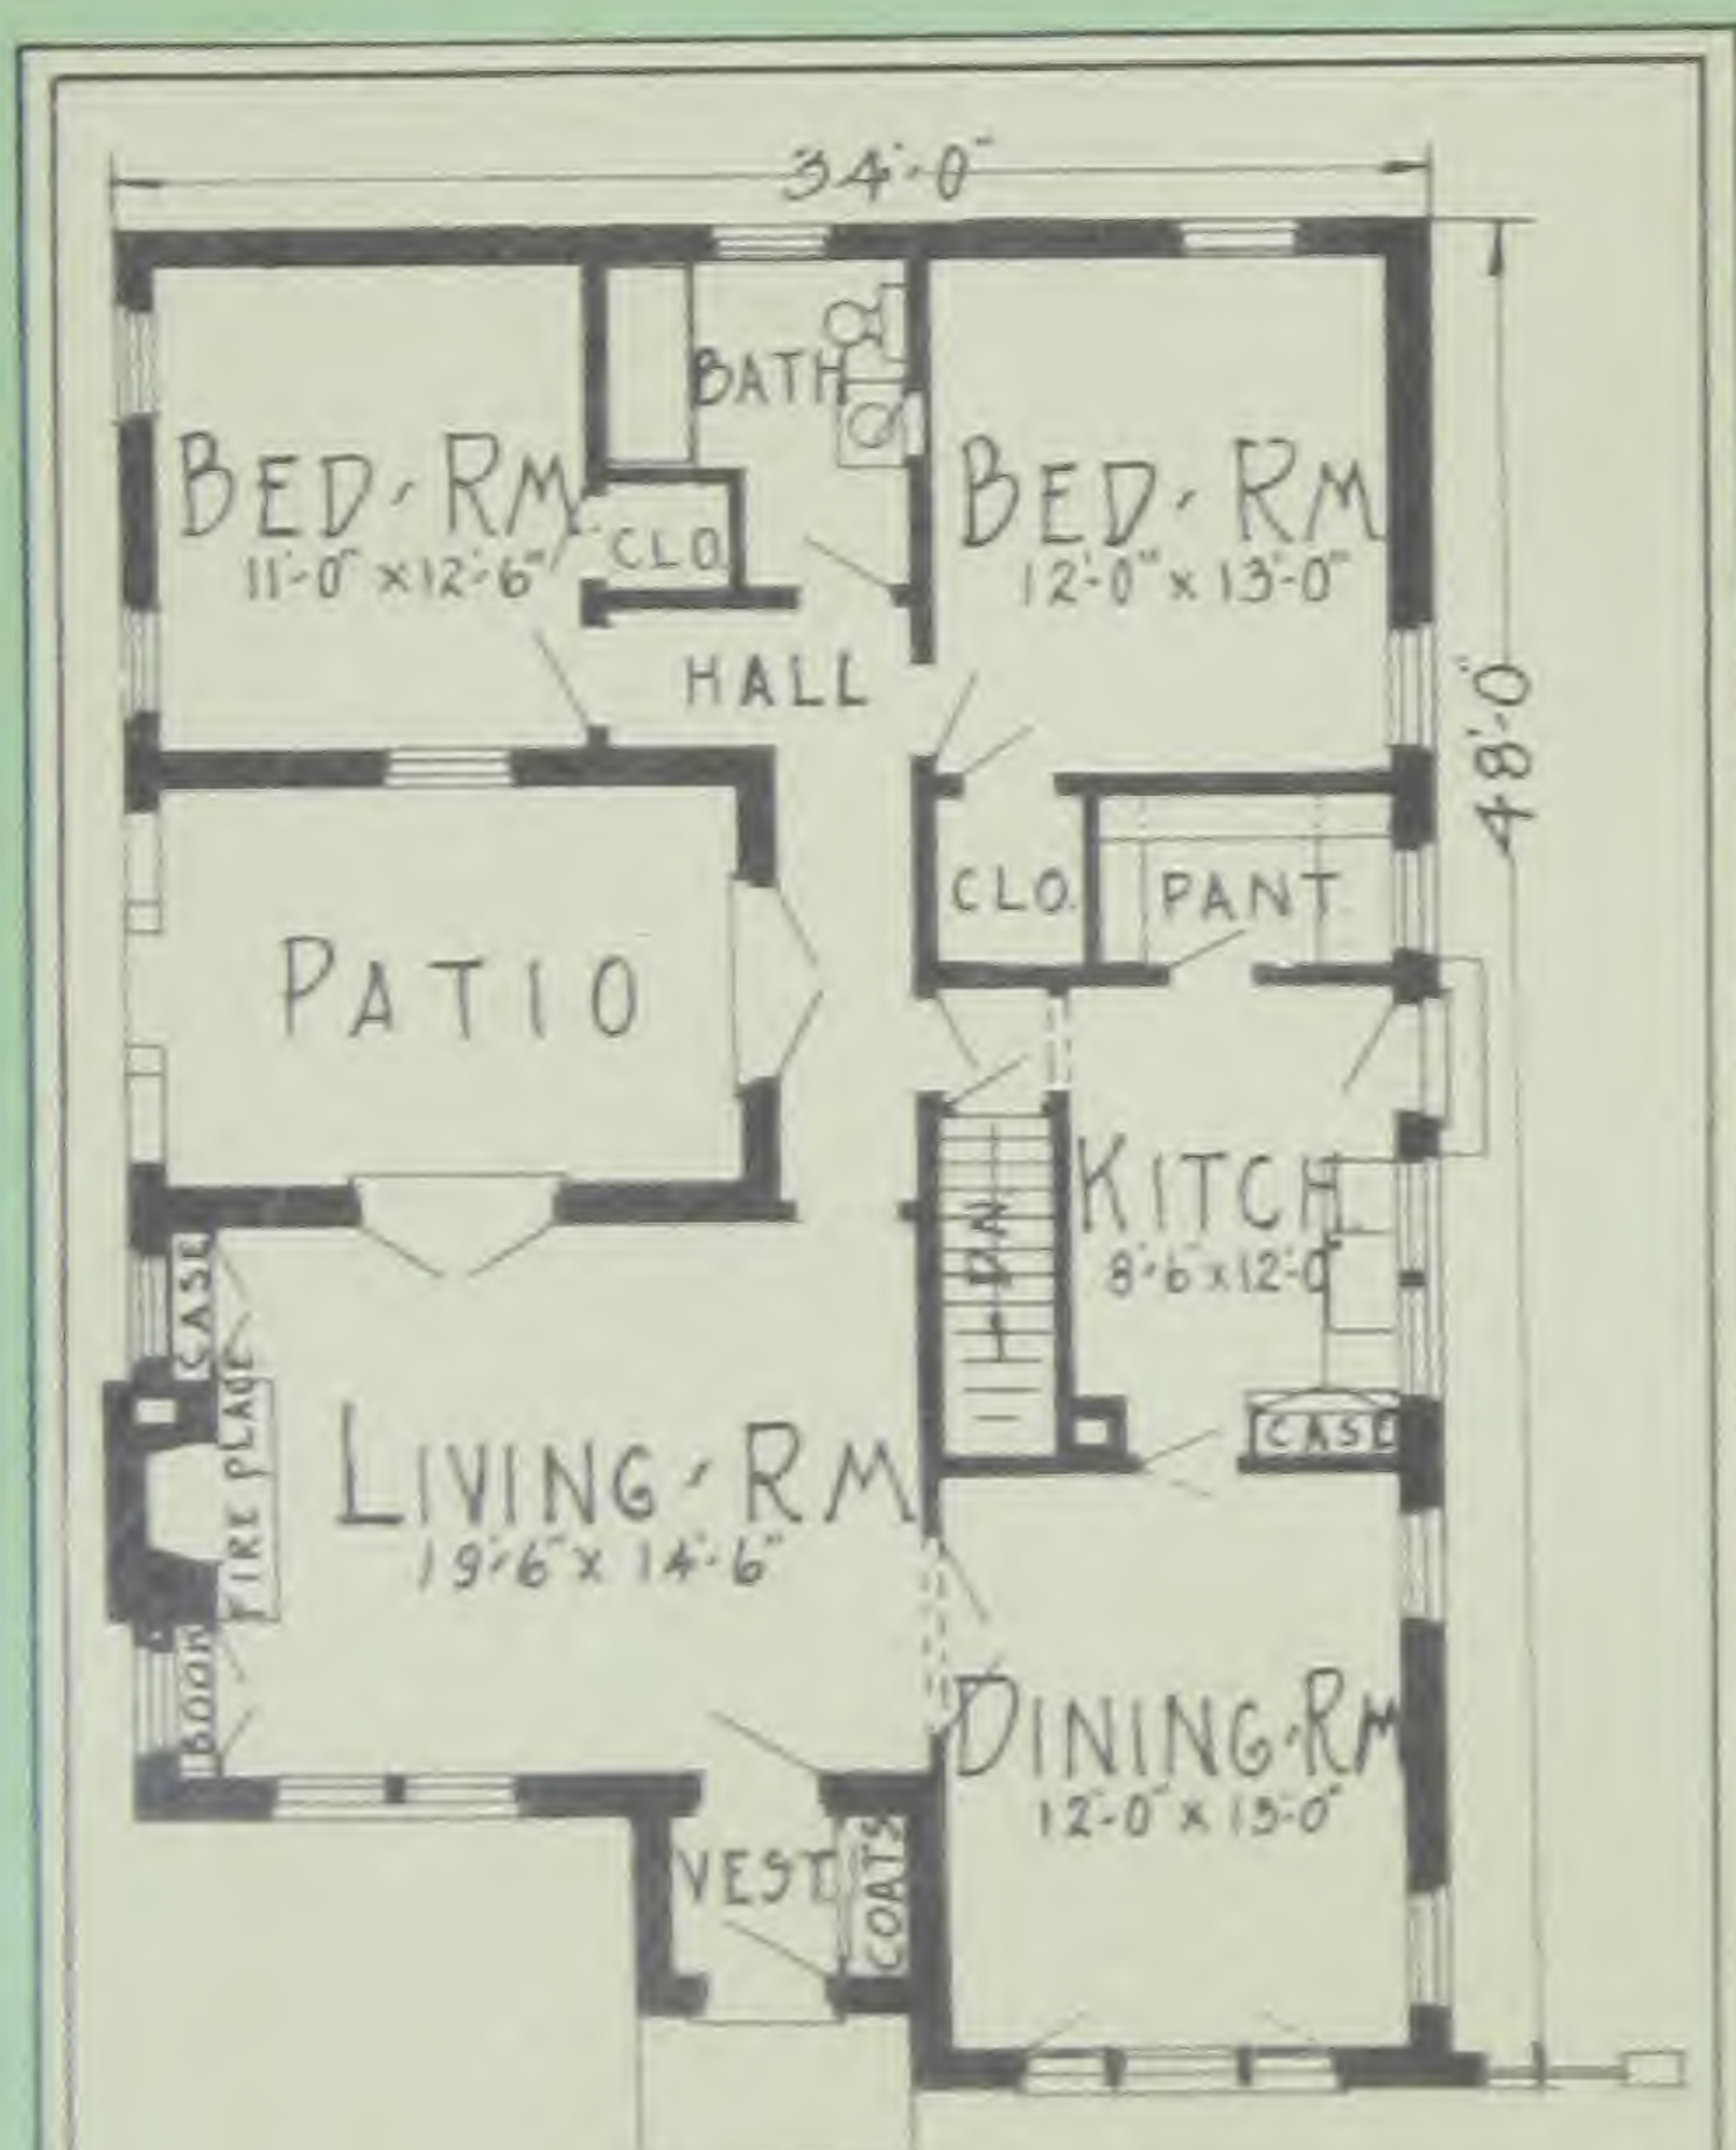 34'-0"
BATH
BED-RM
11'-0" x 12'-6"
CLO.
BED-RM
12'-0" x 13'-0"
HALL
48'-0"
CLO.
PANT.
PATIO
KITCH.
8'-6" x 12'-0"
DN
CASE
FIRE PLACE
LIVING-RM
19'-6" x 14'-6"
CASE
BOOK
DINING-RM
12'-0" x 15'-0"
VEST.
COATS